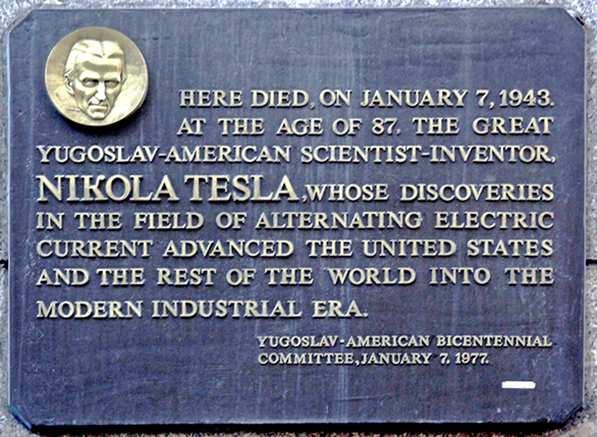 HERE DIED, ON JANUARY 7, 1943.
AT THE AGE OF 87, THE GREAT
YUGOSLAV-AMERICAN SCIENTIST-INVENTOR,
NIKOLA TESLA, WHOSE DISCOVERIES
IN THE FIELD OF ALTERNATING ELECTRIC
CURRENT ADVANCED THE UNITED STATES
AND THE REST OF THE WORLD INTO THE
MODERN INDUSTRIAL ERA.
YUGOSLAV-AMERICAN BICENTENNIAL
COMMITTEE, JANUARY 7, 1977.